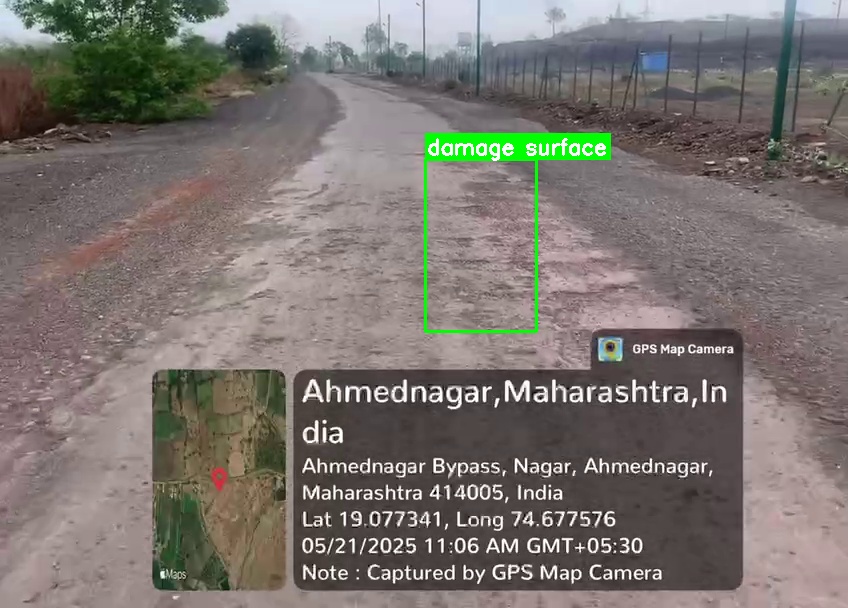 damage surface
GPS Map Camera
Ahmednagar,Maharashtra,In
dia
Ahmednagar Bypass, Nagar, Ahmednagar,
Maharashtra 414005, India
Lat 19.077341, Long 74.677576
05/21/2025 11:06 AM GMT+05:30
Note : Captured by GPS Map Camera
Maps